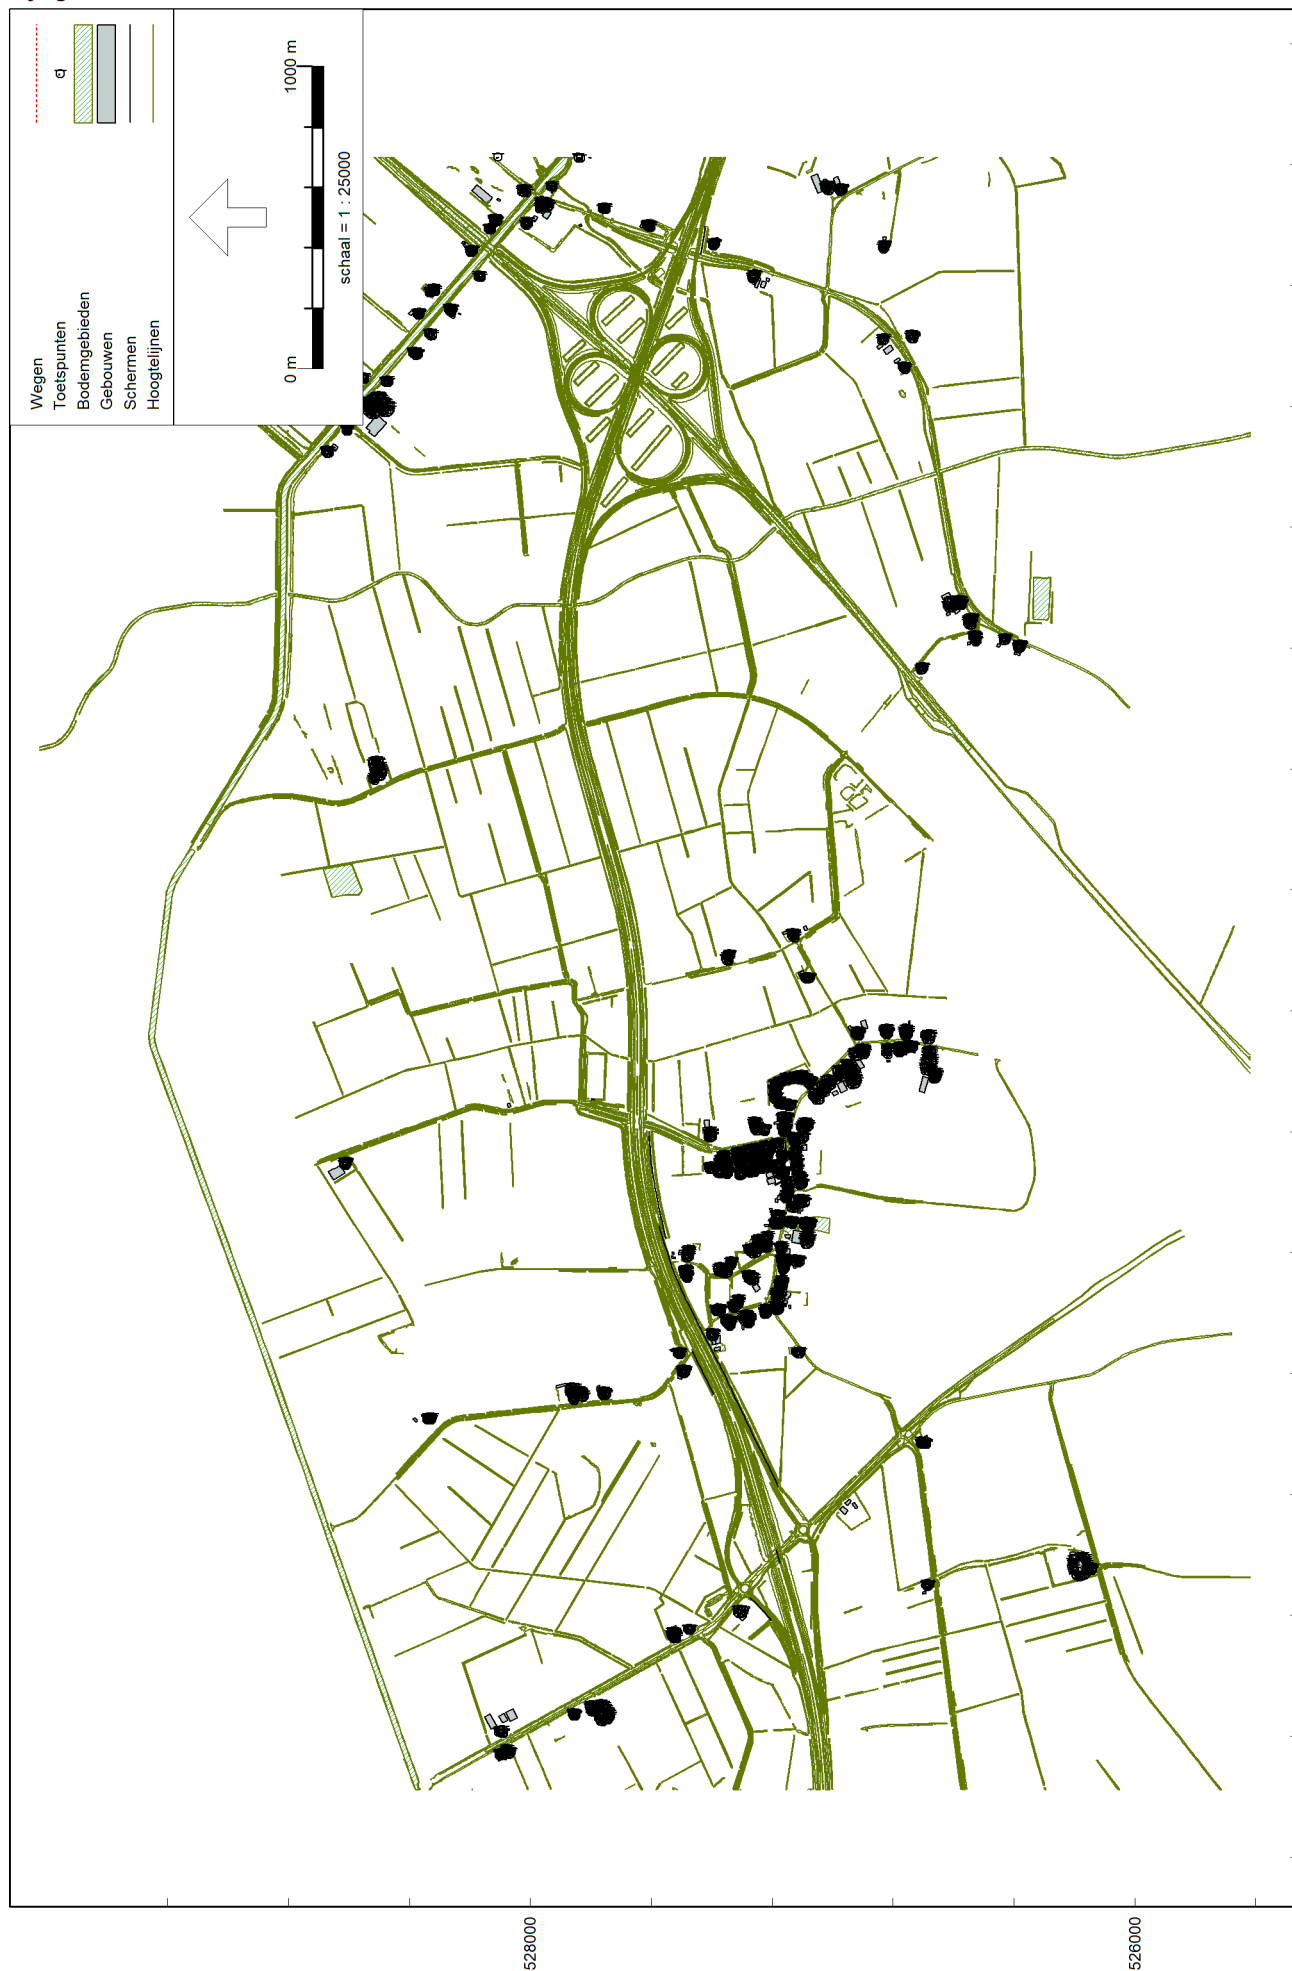 Wegen
Toetspunten
Bodemgebieden
Gebouwen
Schermen
Hoogtelijnen
0 m
1000 m
schaal = 1 : 25000
528000
526000